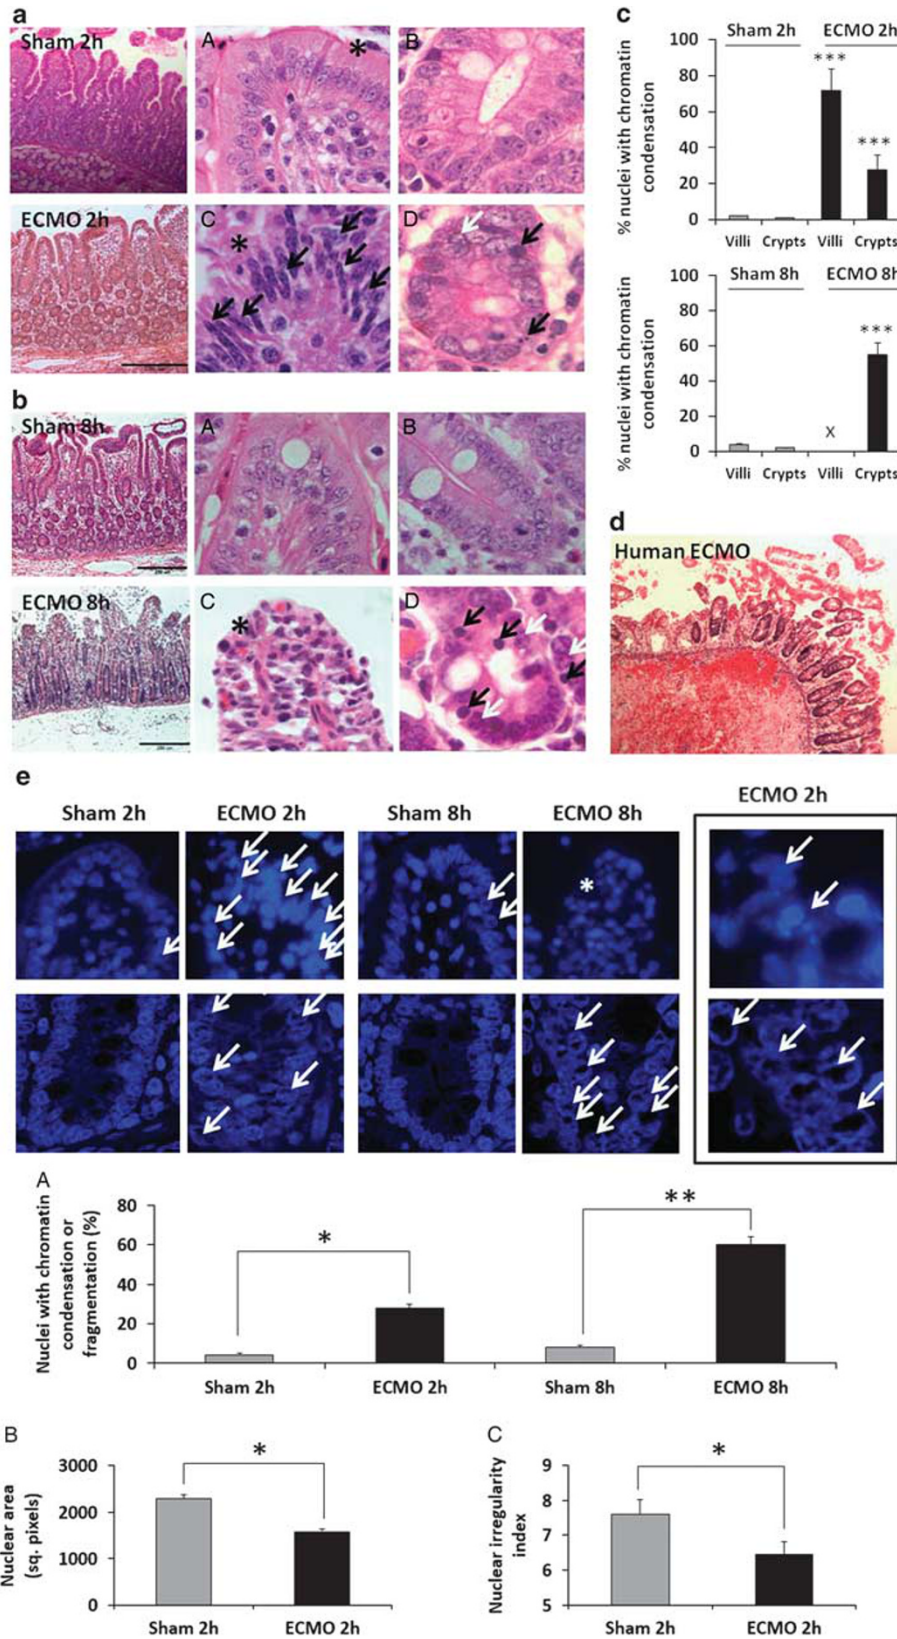 a
Sham 2h
A
*
B
ECMO 2h
C
*
D
b
Sham 8h
A
B
ECMO 8h
C
*
D
c
Sham 2h
ECMO 2h
% nuclei with chromatin
condensation
100
80
60
40
20
0
***
***
Villi Crypts Villi Crypts
Sham 8h
ECMO 8h
% nuclei with chromatin
condensation
100
80
60
40
20
0
X
***
Villi Crypts Villi Crypts
d
Human ECMO
e
Sham 2h
ECMO 2h
Sham 8h
ECMO 8h
ECMO 2h
*
A
Nuclei with chromatin
condensation or
fragmentation (%)
80
60
40
20
0
*
**
Sham 2h
ECMO 2h
Sham 8h
ECMO 8h
B
Nuclear area
(sq. pixels)
3000
2000
1000
0
*
Sham 2h
ECMO 2h
C
Nuclear irregularity
index
9
8
7
6
5
*
Sham 2h
ECMO 2h